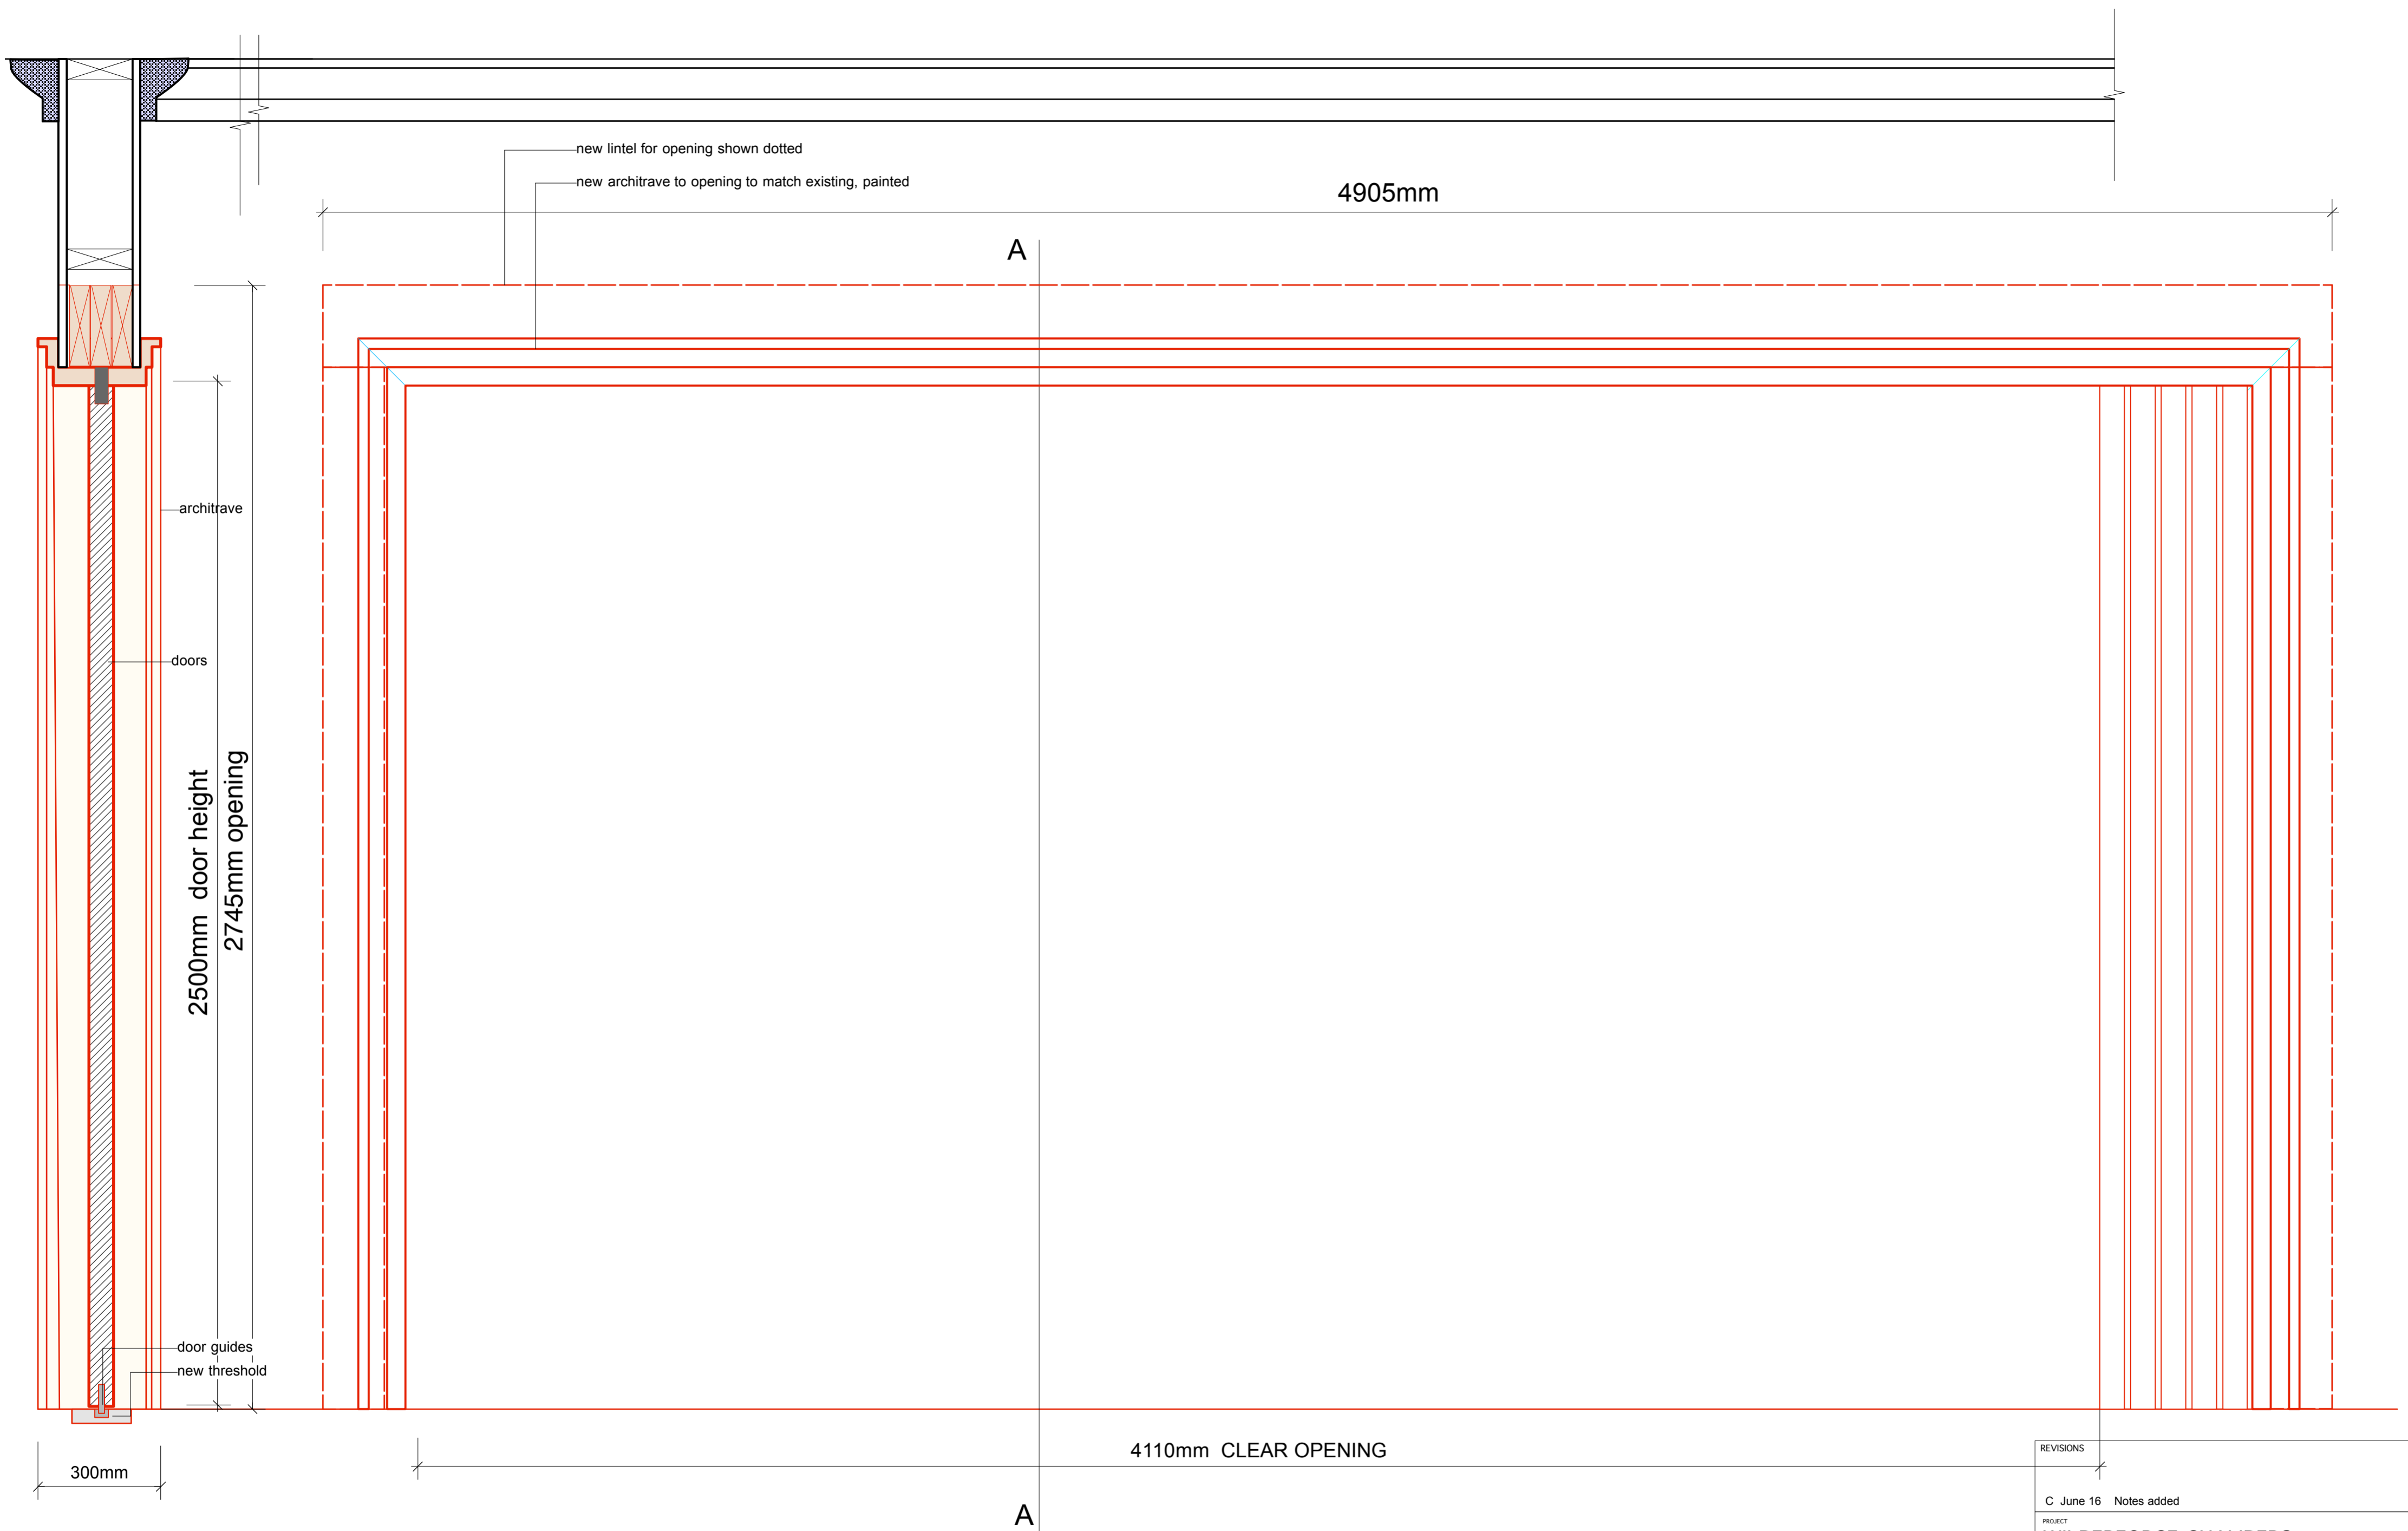 new lintel for opening shown dotted
new architrave to opening to match existing, painted
4905mm
A
architrave
doors
2500mm door height
2745mm opening
door guides
new threshold
300mm
4110mm CLEAR OPENING
A
REVISIONS
C June 16 Notes added
PROJECT